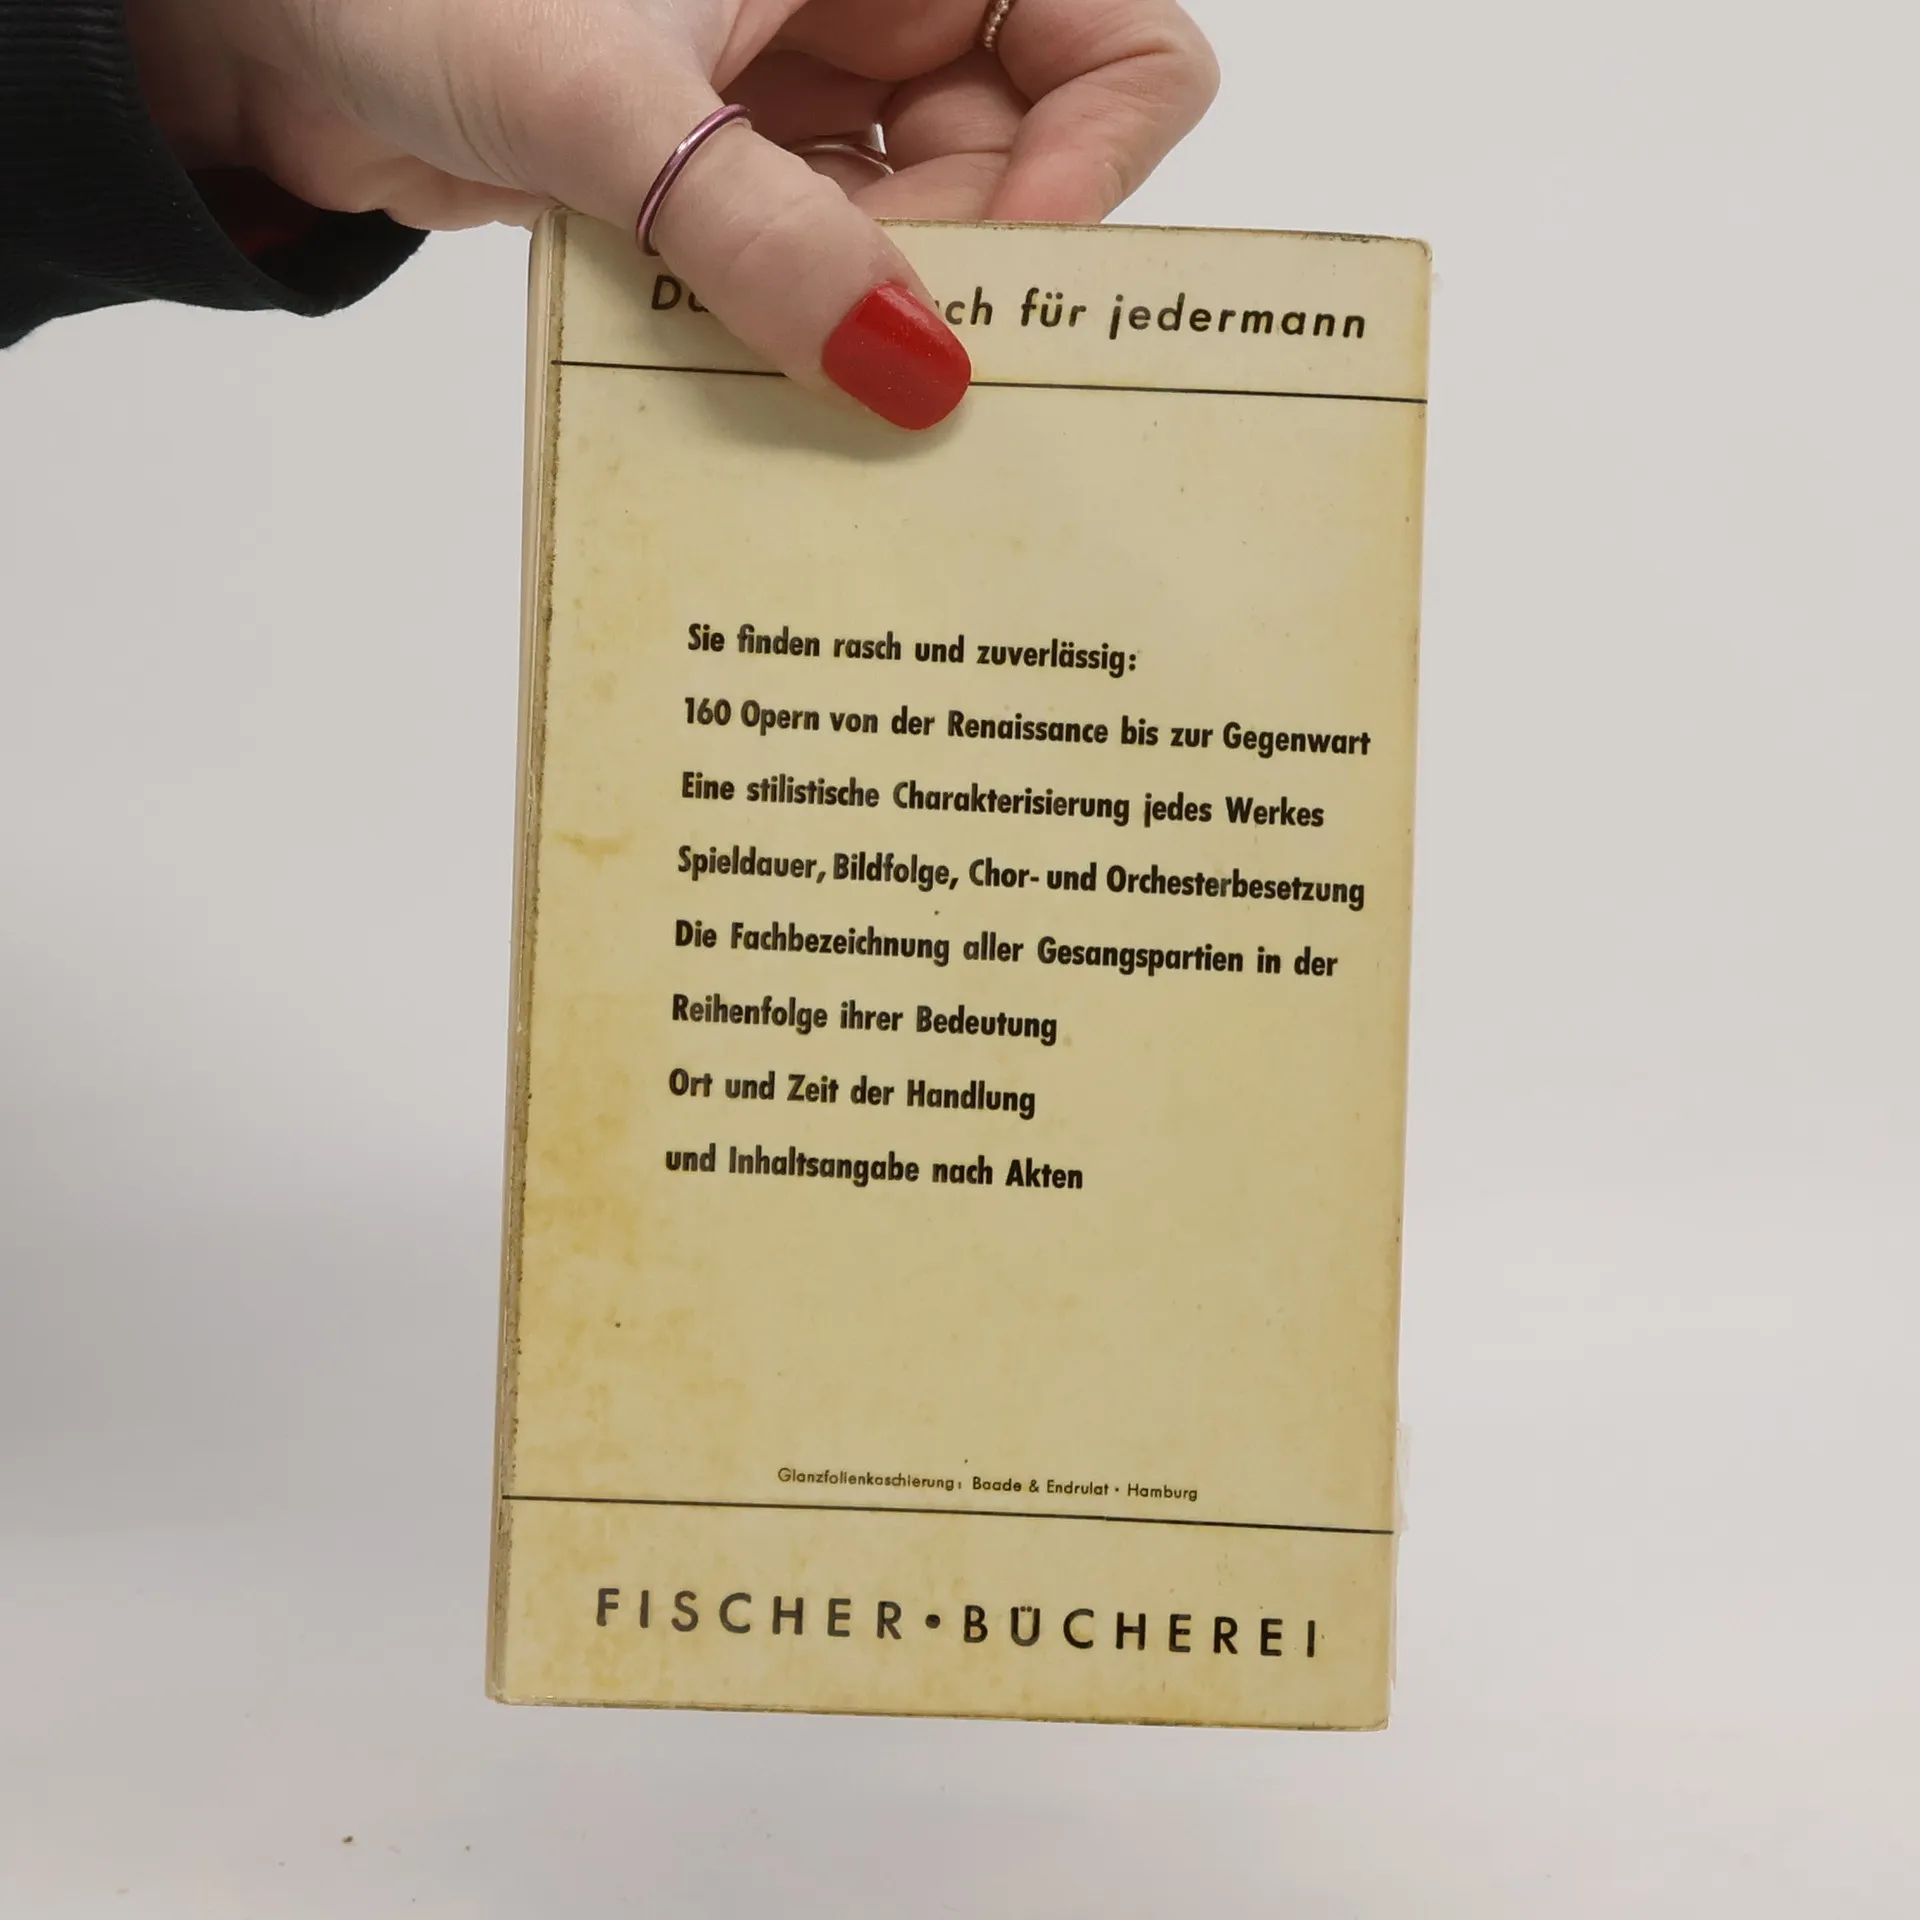 für jedermann
Sie finden rasch und zuverlässig:
160 Opern von der Renaissance bis zur Gegenwart
Eine stilistische Charakterisierung jedes Werkes
Spieldauer, Bildfolge, Chor- und Orchesterbesetzung
Die Fachbezeichnung aller Gesangspartien in der
Reihenfolge ihrer Bedeutung
Ort und Zeit der Handlung
und Inhaltsangabe nach Akten
Glanzfolienkaschierung: Baade & Endrulat • Hamburg
FISCHER • BÜCHEREI